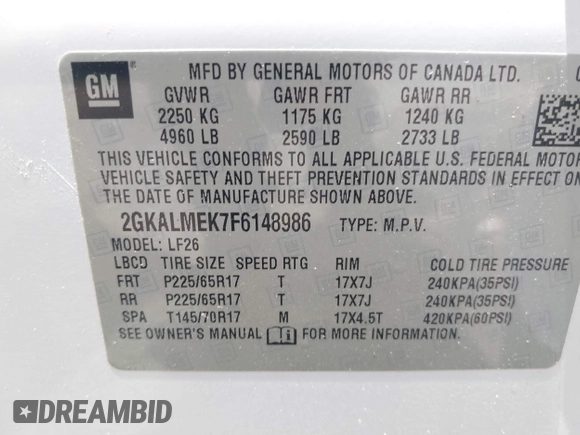 GM
MFD BY GENERAL MOTORS OF CANADA LTD.
GVWR GAWR FRT GAWR RR
2250 KG 1175 KG 1240 KG
4960 LB 2590 LB 2733 LB
THIS VEHICLE CONFORMS TO ALL APPLICABLE U.S. FEDERAL MOTOR
VEHICLE SAFETY AND THEFT PREVENTION STANDARDS IN EFFECT ON
THE DATE OF MANUFACTURE SHOWN ABOVE.
2GKALMEK7F6148986 TYPE: M.P.V.
MODEL: LF26
LBCD TIRE SIZE SPEED RTG RIM COLD TIRE PRESSURE
FRT P225/65R17 T 17X7J 240KPA(35PSI)
RR P225/65R17 T 17X7J 240KPA(35PSI)
SPA T145/70R17 M 17X4.5T 420KPA(60PSI)
SEE OWNER'S MANUAL FOR MORE INFORMATION.
DREAMBID